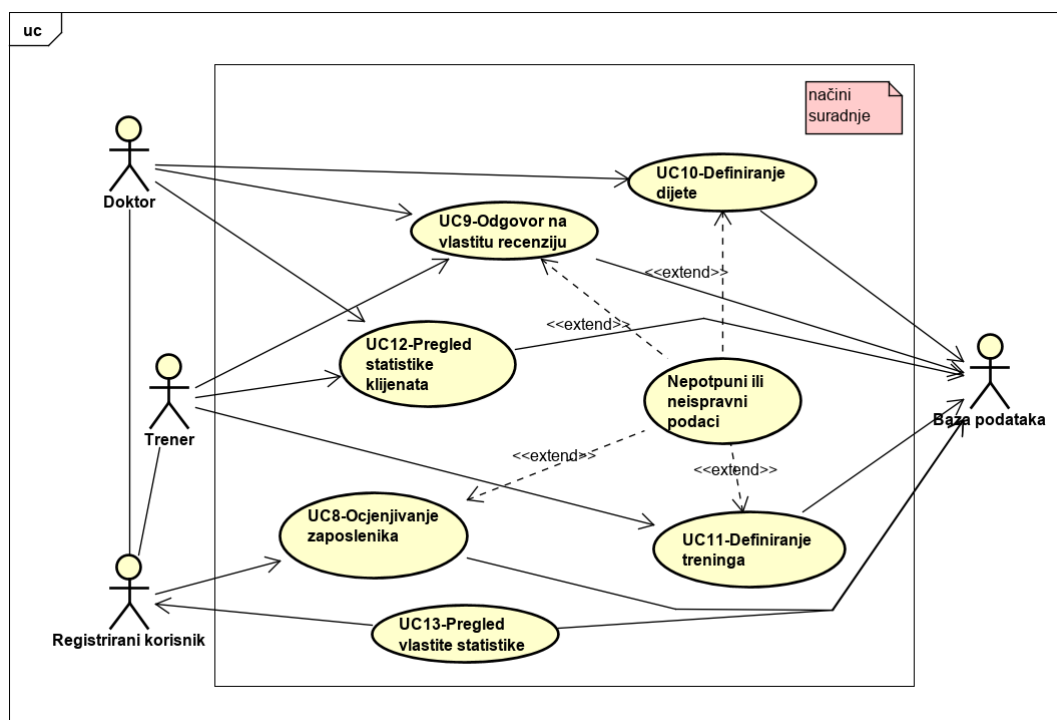 uc
načini
suradnje
Doktor
UC10-Definiranje
dijete
UC9-Odgovor na
vlastitu recenziju
<<extend>>
<<extend>>
UC12-Pregled
statistike
klijenata
Nepotpuni ili
neispravni
podaci
Trener
Baza podataka
<<extend>>
<<extend>>
UC8-Ocjenjivanje
zaposlenika
UC11-Definiranje
treninga
Registrirani korisnik
UC13-Pregled
vlastite statistike